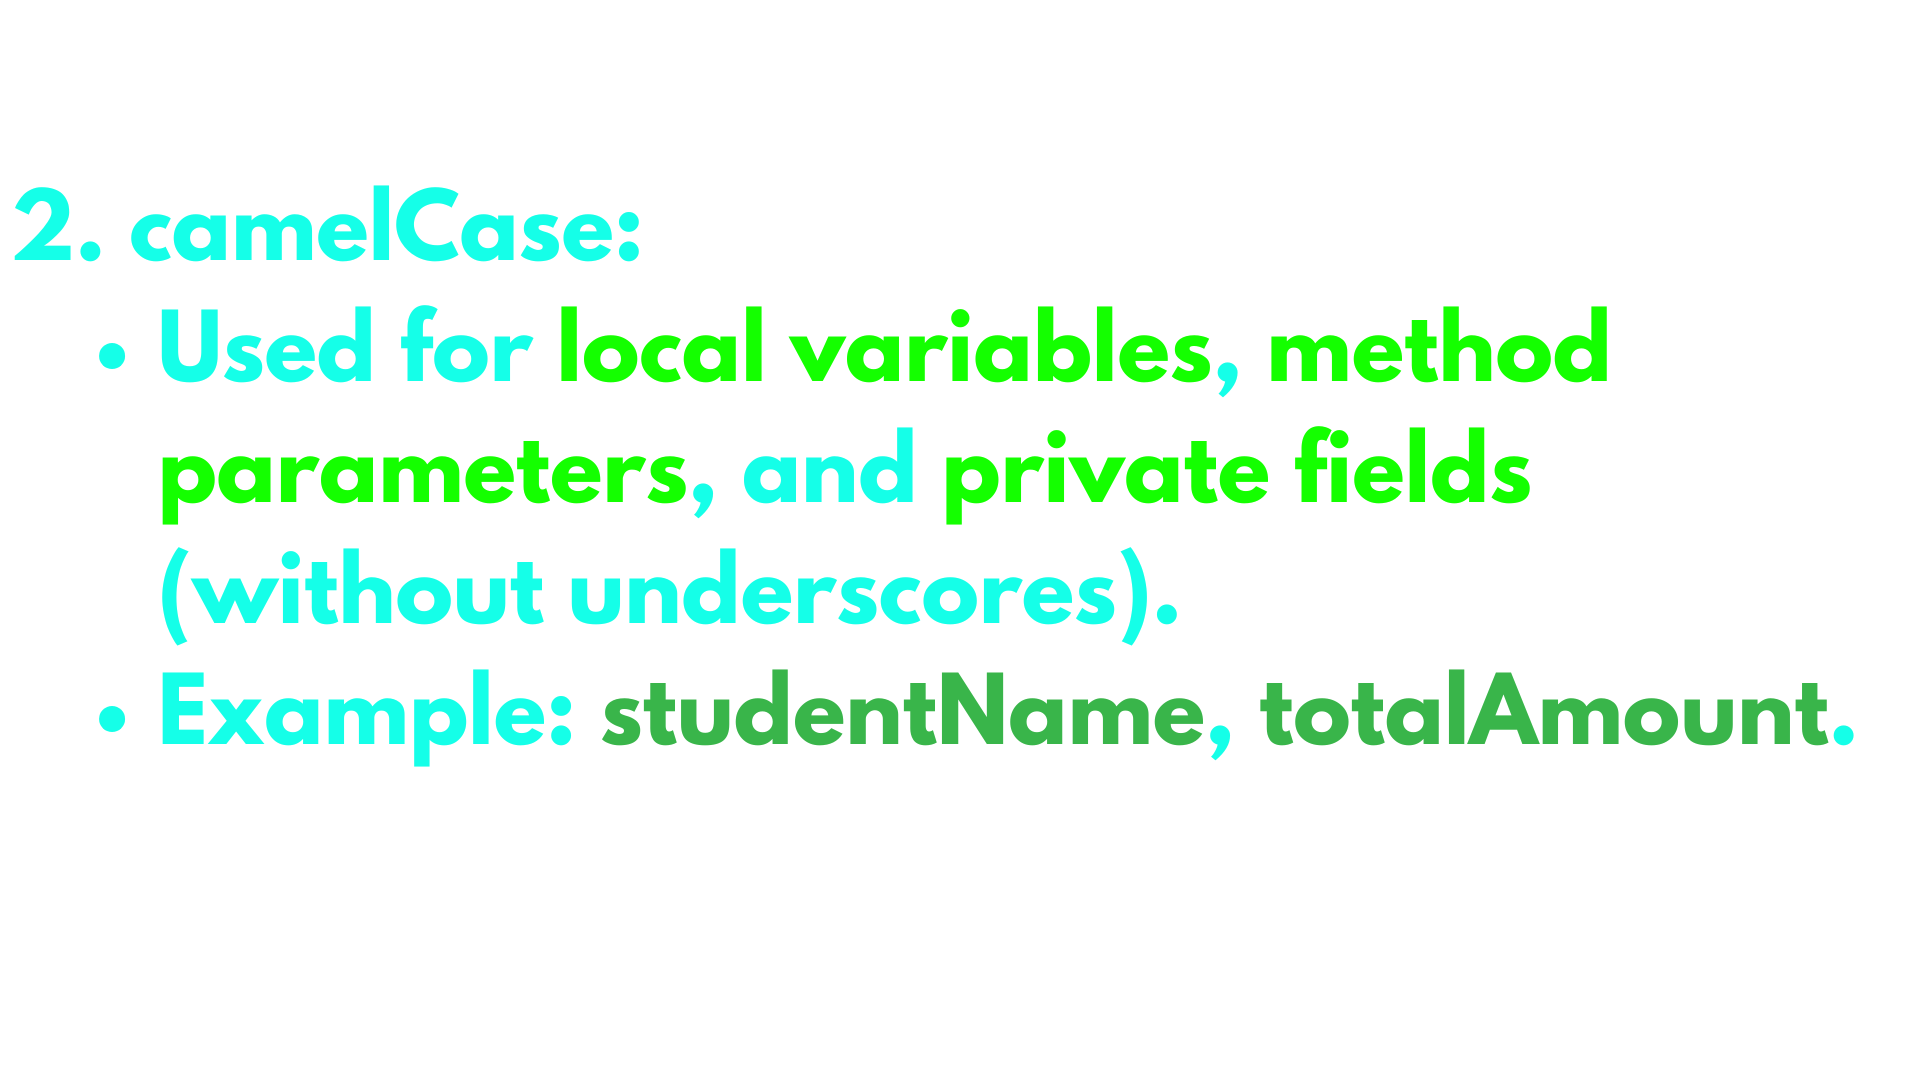 2. camelCase:
• Used for local variables, method
parameters, and private fields
(without underscores).
• Example: studentName, totalAmount.